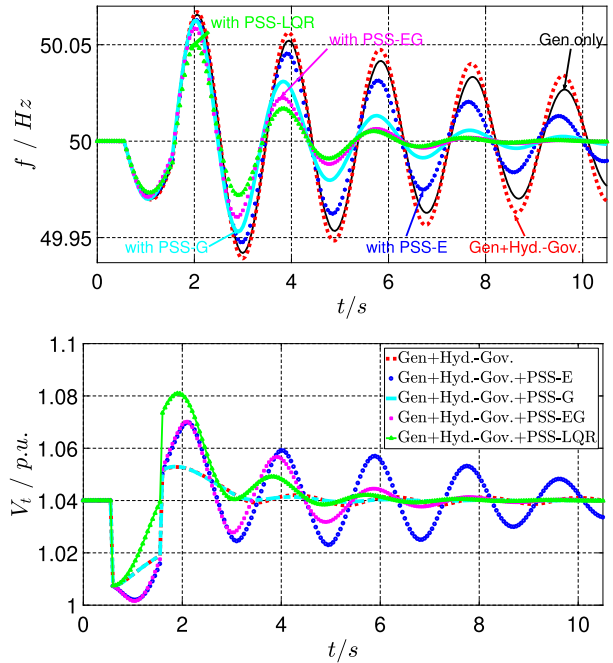 with PSS-LQR
with PSS-EG
Gen only
50.05
50
49.95
f / Hz
with PSS-G
with PSS-E
Gen+Hyd.-Gov.
0 2 4 6 8 10
t/s
1.1
1.08
1.06
1.04
1.02
1
V_t / p.u.
Gen+Hyd.-Gov.
Gen+Hyd.-Gov.+PSS-E
Gen+Hyd.-Gov.+PSS-G
Gen+Hyd.-Gov.+PSS-EG
Gen+Hyd.-Gov.+PSS-LQR
0 2 4 6 8 10
t/s